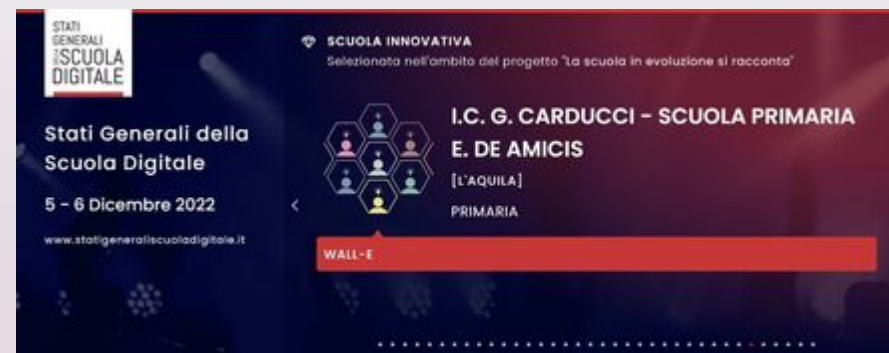 STATI
GENERALI
DELLA SCUOLA
DIGITALE
Stati Generali della
Scuola Digitale
5 - 6 Dicembre 2022
www.statigeneraliscuoladigitale.it
SCUOLA INNOVATIVA
Selezionata nell'ambito del progetto "La scuola in evoluzione si racconta"
I.C. G. CARDUCCI - SCUOLA PRIMARIA
E. DE AMICIS
[L'AQUILA]
PRIMARIA
WALL-E